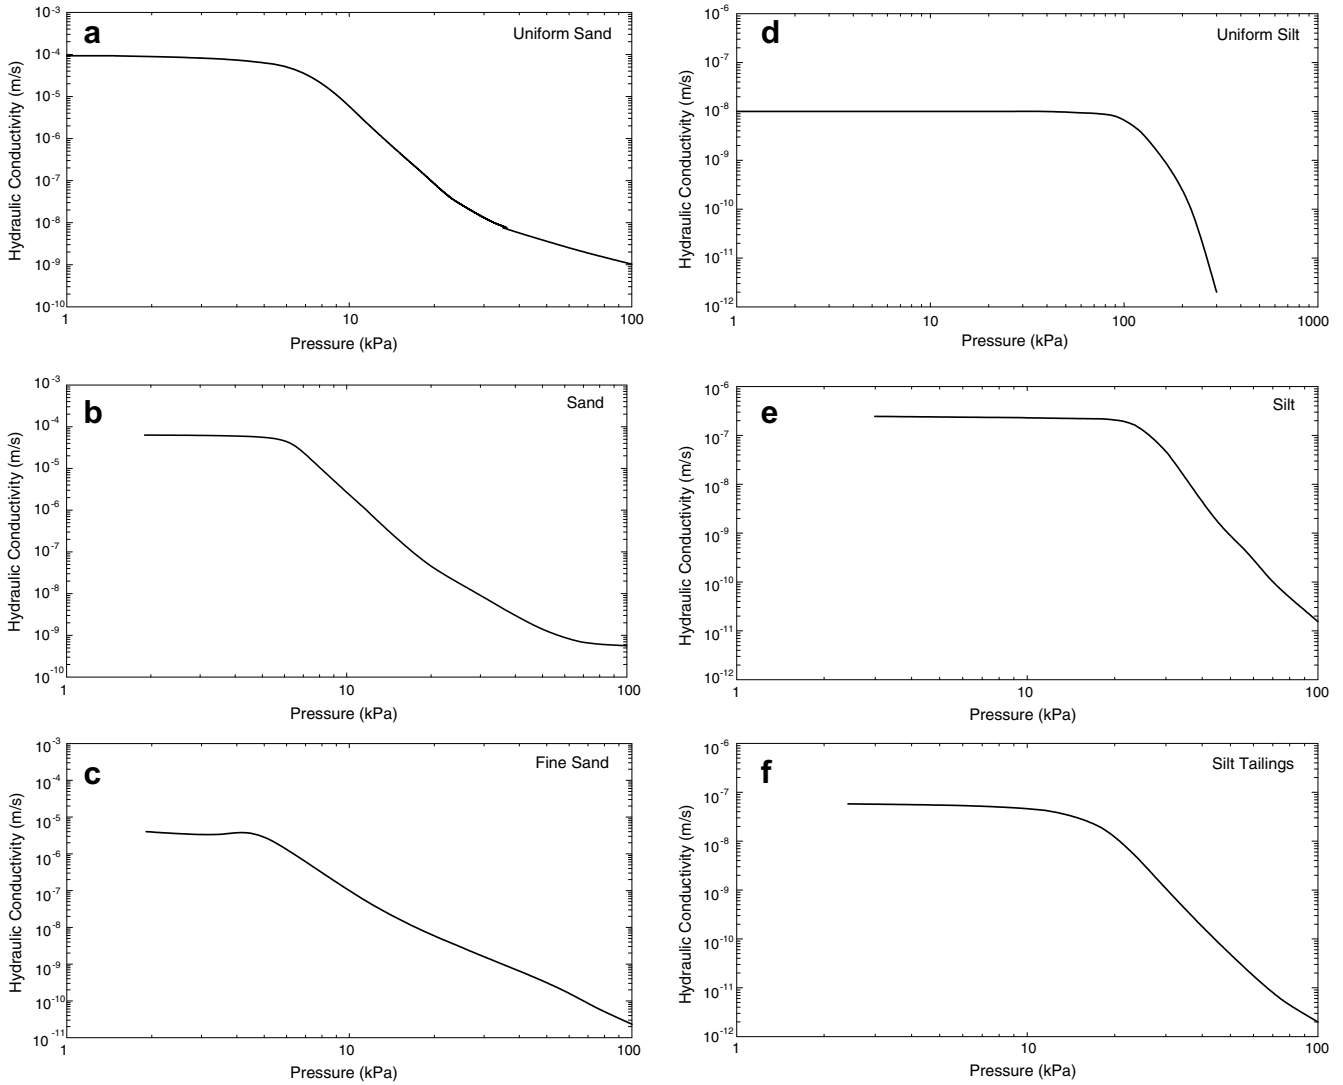 a
Uniform Sand
Hydraulic Conductivity (m/s)
10-3
10-4
10-5
10-6
10-7
10-8
10-9
10-10
1
10
100
Pressure (kPa)
d
Uniform Silt
Hydraulic Conductivity (m/s)
10-6
10-7
10-8
10-9
10-10
10-11
10-12
1
10
100
1000
Pressure (kPa)
b
Sand
Hydraulic Conductivity (m/s)
10-3
10-4
10-5
10-6
10-7
10-8
10-9
10-10
1
10
100
Pressure (kPa)
e
Silt
Hydraulic Conductivity (m/s)
10-6
10-7
10-8
10-9
10-10
10-11
10-12
1
10
100
Pressure (kPa)
c
Fine Sand
Hydraulic Conductivity (m/s)
10-3
10-4
10-5
10-6
10-7
10-8
10-9
10-10
10-11
1
10
100
Pressure (kPa)
f
Silt Tailings
Hydraulic Conductivity (m/s)
10-6
10-7
10-8
10-9
10-10
10-11
10-12
1
10
100
Pressure (kPa)